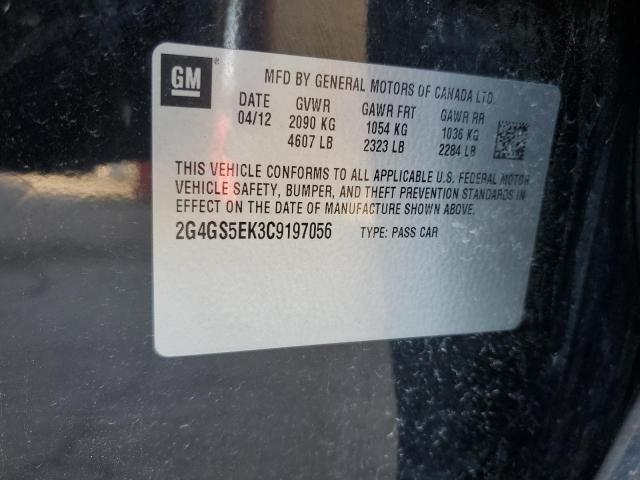 GM ®
MFD BY GENERAL MOTORS OF CANADA LTD.
DATE GVWR GAWR FRT GAWR RR
04/12 2090 KG 1054 KG 1036 KG
4607 LB 2323 LB 2284 LB
THIS VEHICLE CONFORMS TO ALL APPLICABLE U.S. FEDERAL MOTOR
VEHICLE SAFETY, BUMPER, AND THEFT PREVENTION STANDARDS IN
EFFECT ON THE DATE OF MANUFACTURE SHOWN ABOVE.
2G4GS5EK3C9197056 TYPE: PASS CAR